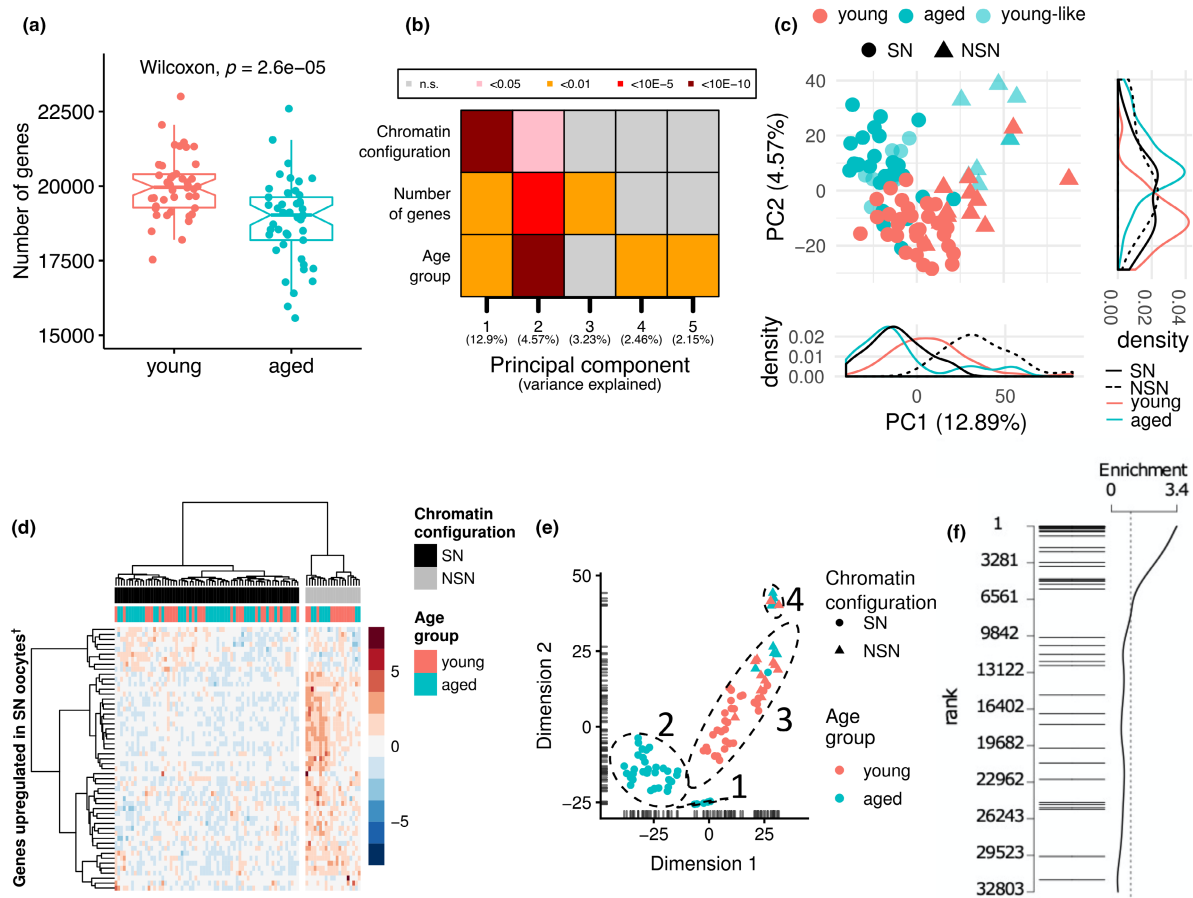 (a)
Wilcoxon, p = 2.6e−05
Number of genes
22500
20000
17500
15000
young
aged
(b)
n.s.
<0.05
<0.01
<10E−5
<10E−10
Chromatin
configuration
Number
of genes
Age
group
1
2
3
4
5
(12.9%)
(4.57%)
(3.23%)
(2.46%)
(2.15%)
Principal component
(variance explained)
(c)
young
aged
young-like
SN
NSN
PC2 (4.57%)
40
20
0
−20
density
0.02
0.01
0.00
0
50
PC1 (12.89%)
0.00
0.02
0.04
density
SN
NSN
young
aged
(d)
Chromatin
configuration
SN
NSN
Age
group
young
aged
Genes upregulated in SN oocytes†
5
0
−5
(e)
50
25
0
−25
Dimension 2
4
3
2
1
−25
0
25
Dimension 1
Chromatin
configuration
SN
NSN
Age
group
young
aged
(f)
Enrichment
0
3.4
rank
1
3281
6561
9842
13122
16402
19682
22962
26243
29523
32803